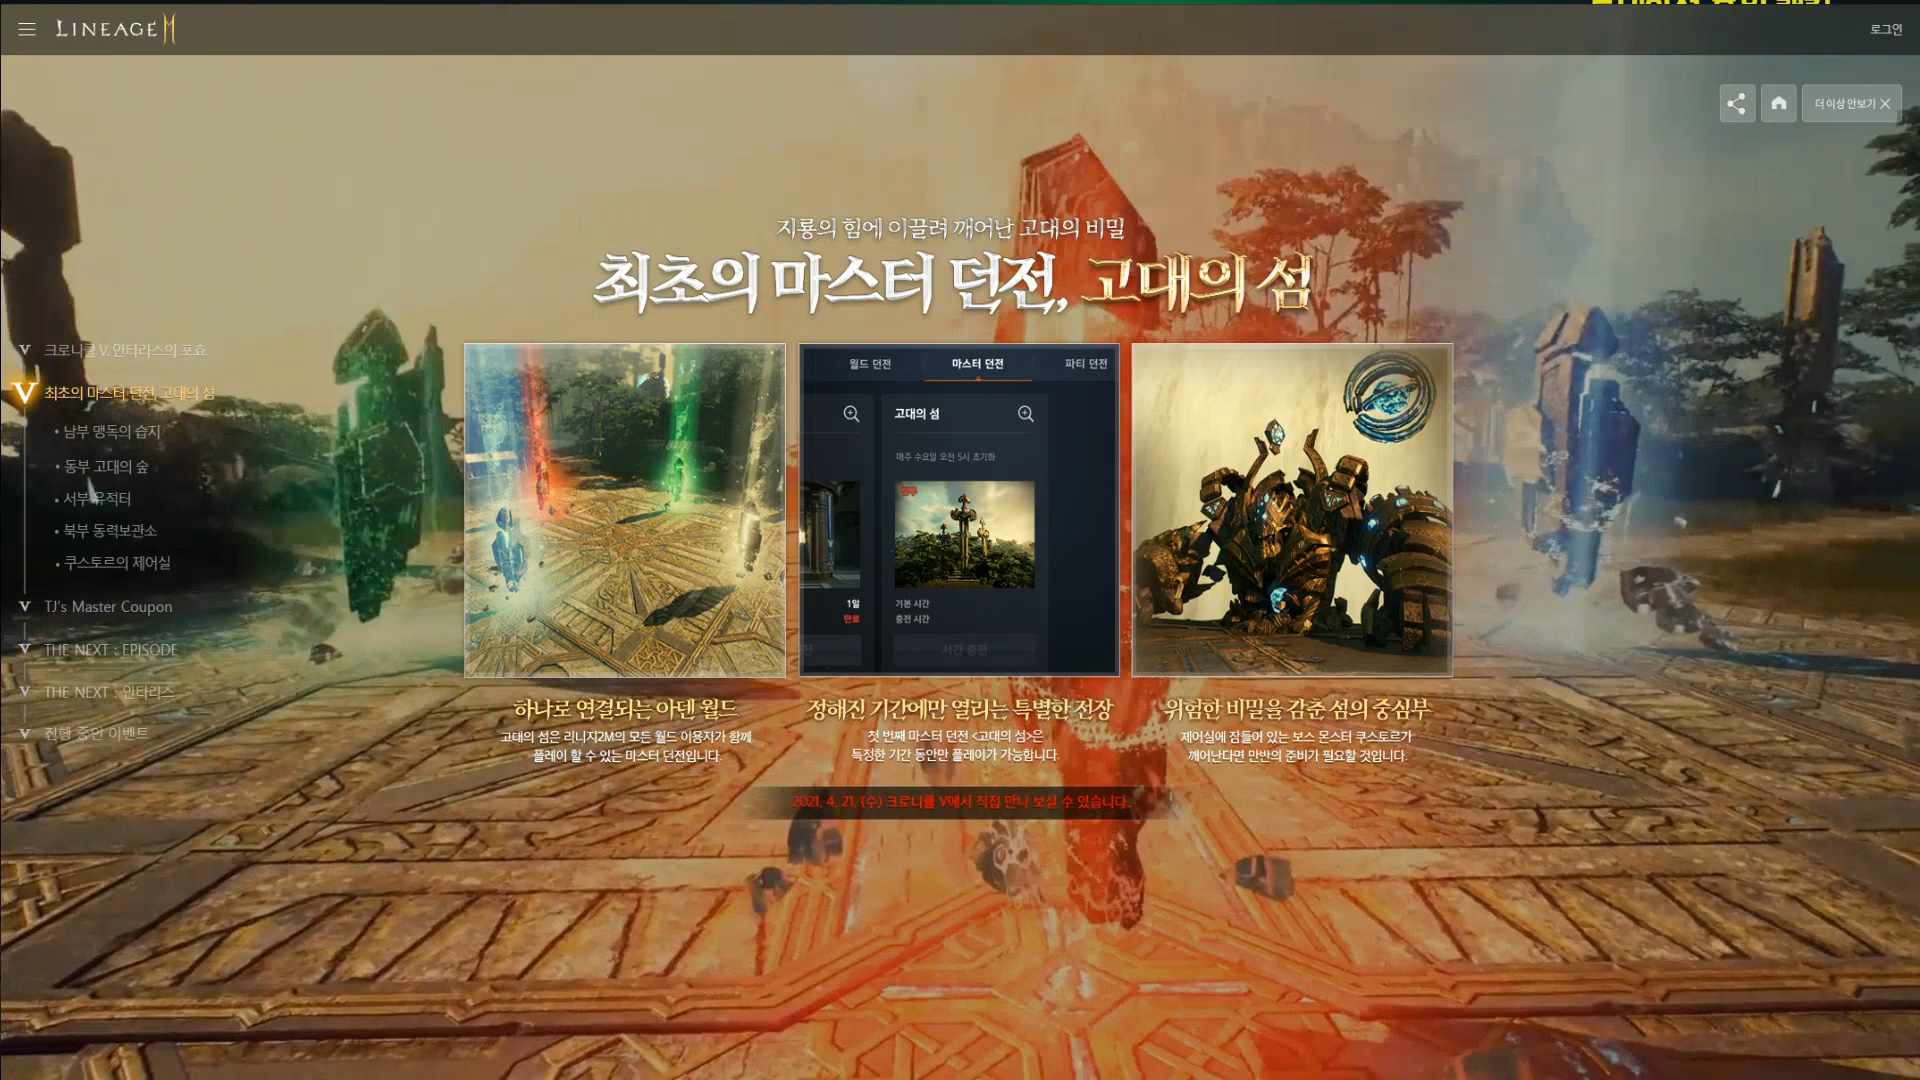 LINEAGE M
로그인
더 이상 안보기
지룡의 힘에 이끌려 깨어난 고대의 비밀
최초의 마스터 던전, 고대의 섬
크로니클 V. 안타라스의 포효
최초의 마스터 던전, 고대의 섬
• 남부 맹독의 습지
• 동부 고대의 숲
• 서부 유적터
• 북부 동력보관소
• 쿠스토르의 제어실
TJ's Master Coupon
THE NEXT : EPISODE
THE NEXT : 안타라스
진행 중인 이벤트
월드 던전
마스터 던전
파티 던전
고대의 섬
매주 수요일 오전 5시 초기화
1일
만료
기본 시간
충전 시간
시간 충전
하나로 연결되는 아덴 월드
고대의 섬은 리니지2M의 모든 월드 이용자가 함께
플레이 할 수 있는 마스터 던전입니다.
정해진 기간에만 열리는 특별한 전장
첫 번째 마스터 던전 <고대의 섬>은
특정한 기간 동안만 플레이가 가능합니다.
위험한 비밀을 감춘 섬의 중심부
제어실에 잠들어 있는 보스 몬스터 쿠스토르가
깨어난다면 만반의 준비가 필요할 것입니다.
2021. 4. 21. (수) 크로니클 V에서 직접 만나 보실 수 있습니다.